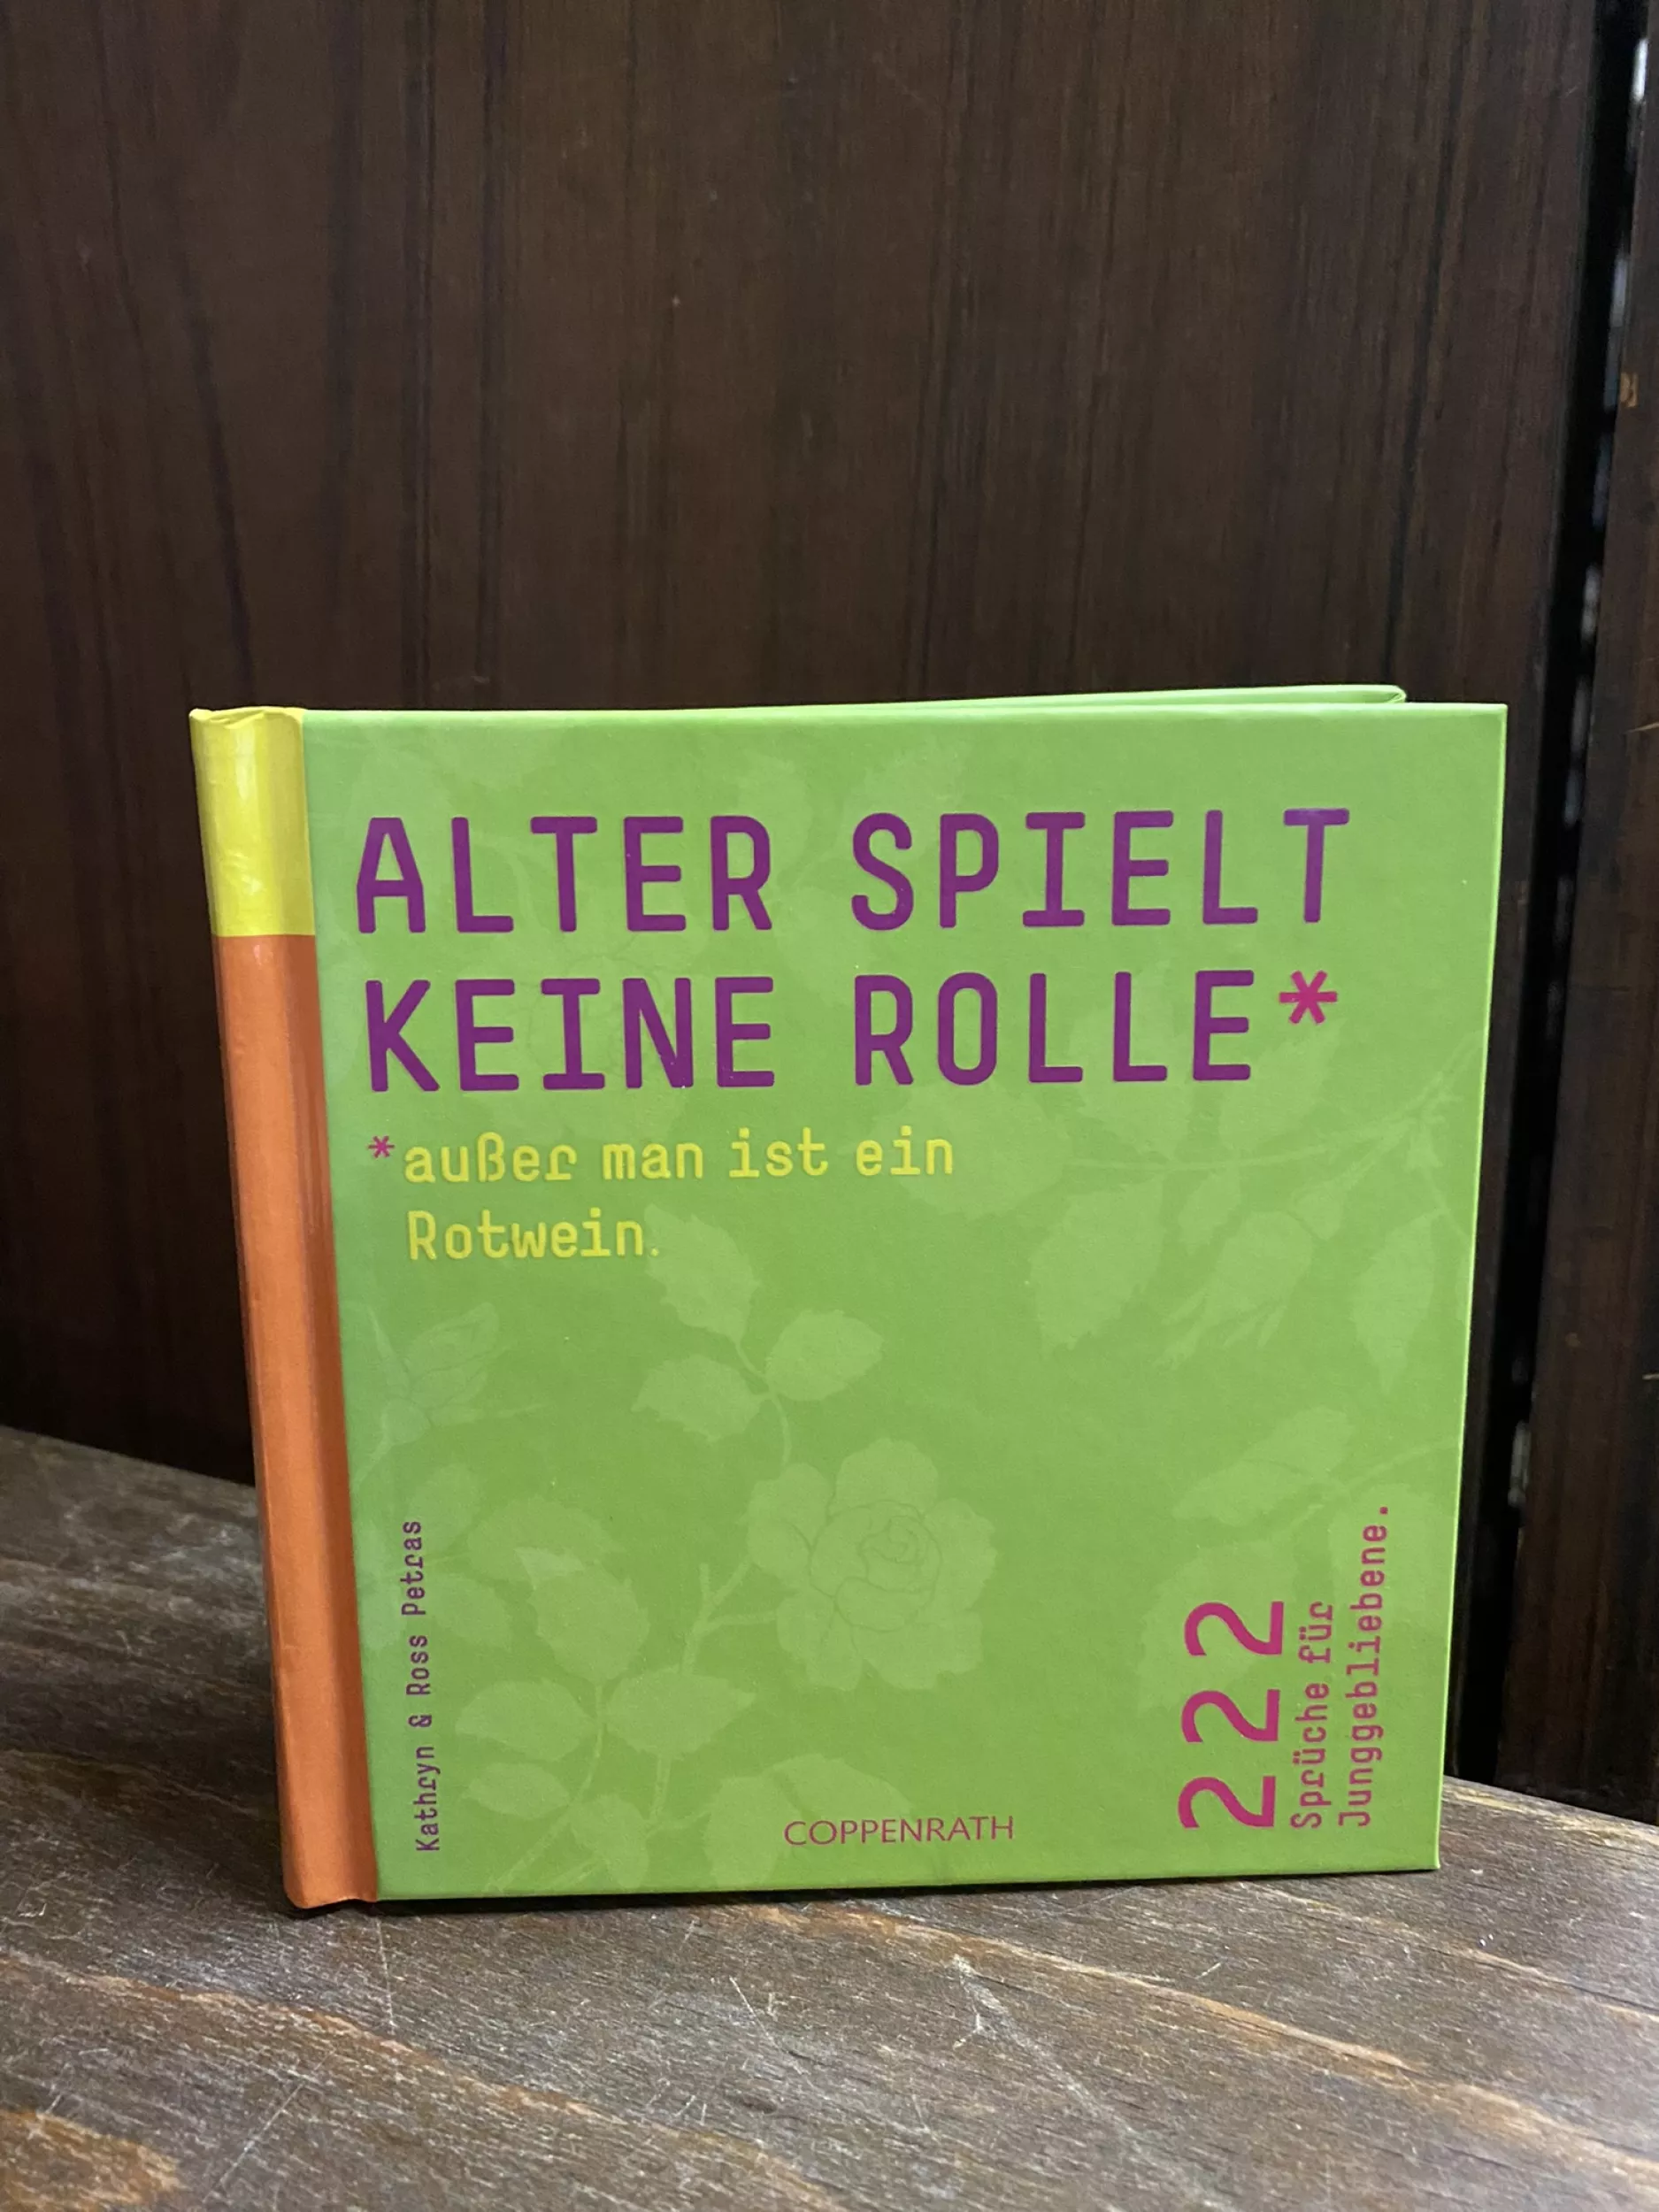 ALTER SPIELT
KEINE ROLLE*
*außer man ist ein
Rotwein.
Kathryn & Ross Petras
COPPENRATH
222
Sprüche für
Junggebliebene.